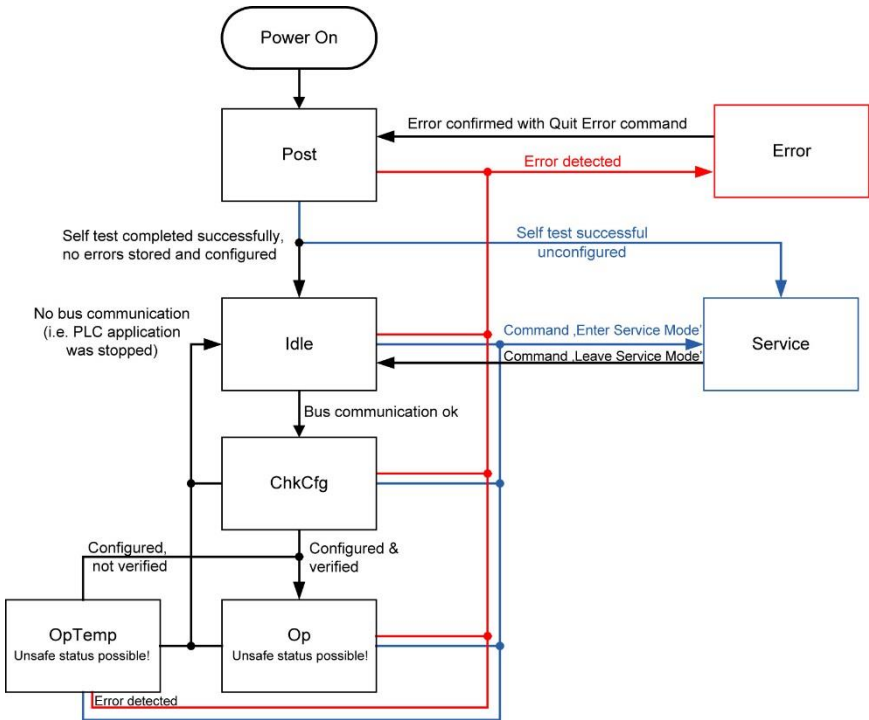 Power On
Error confirmed with Quit Error command
Post
Error
Error detected
Self test completed successfully,
no errors stored and configured
Self test successful
unconfigured
No bus communication
(i.e. PLC application
was stopped)
Idle
Command ‚Enter Service Mode'
Command ‚Leave Service Mode'
Service
Bus communication ok
ChkCfg
Configured,
not verified
Configured &
verified
OpTemp
Unsafe status possible!
Op
Unsafe status possible!
Error detected